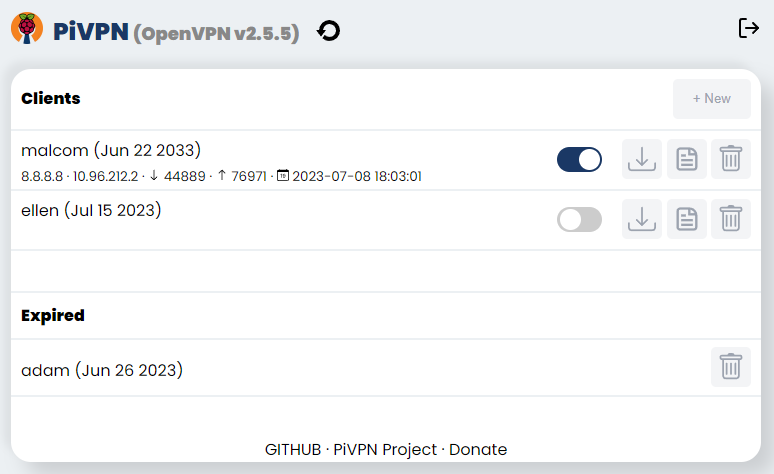 PiVPN (OpenVPN v2.5.5)
Clients
+ New
malcom (Jun 22 2033)
8.8.8.8 · 10.96.212.2 · ↓ 44889 · ↑ 76971 · 2023-07-08 18:03:01
ellen (Jul 15 2023)
Expired
adam (Jun 26 2023)
GITHUB · PiVPN Project · Donate